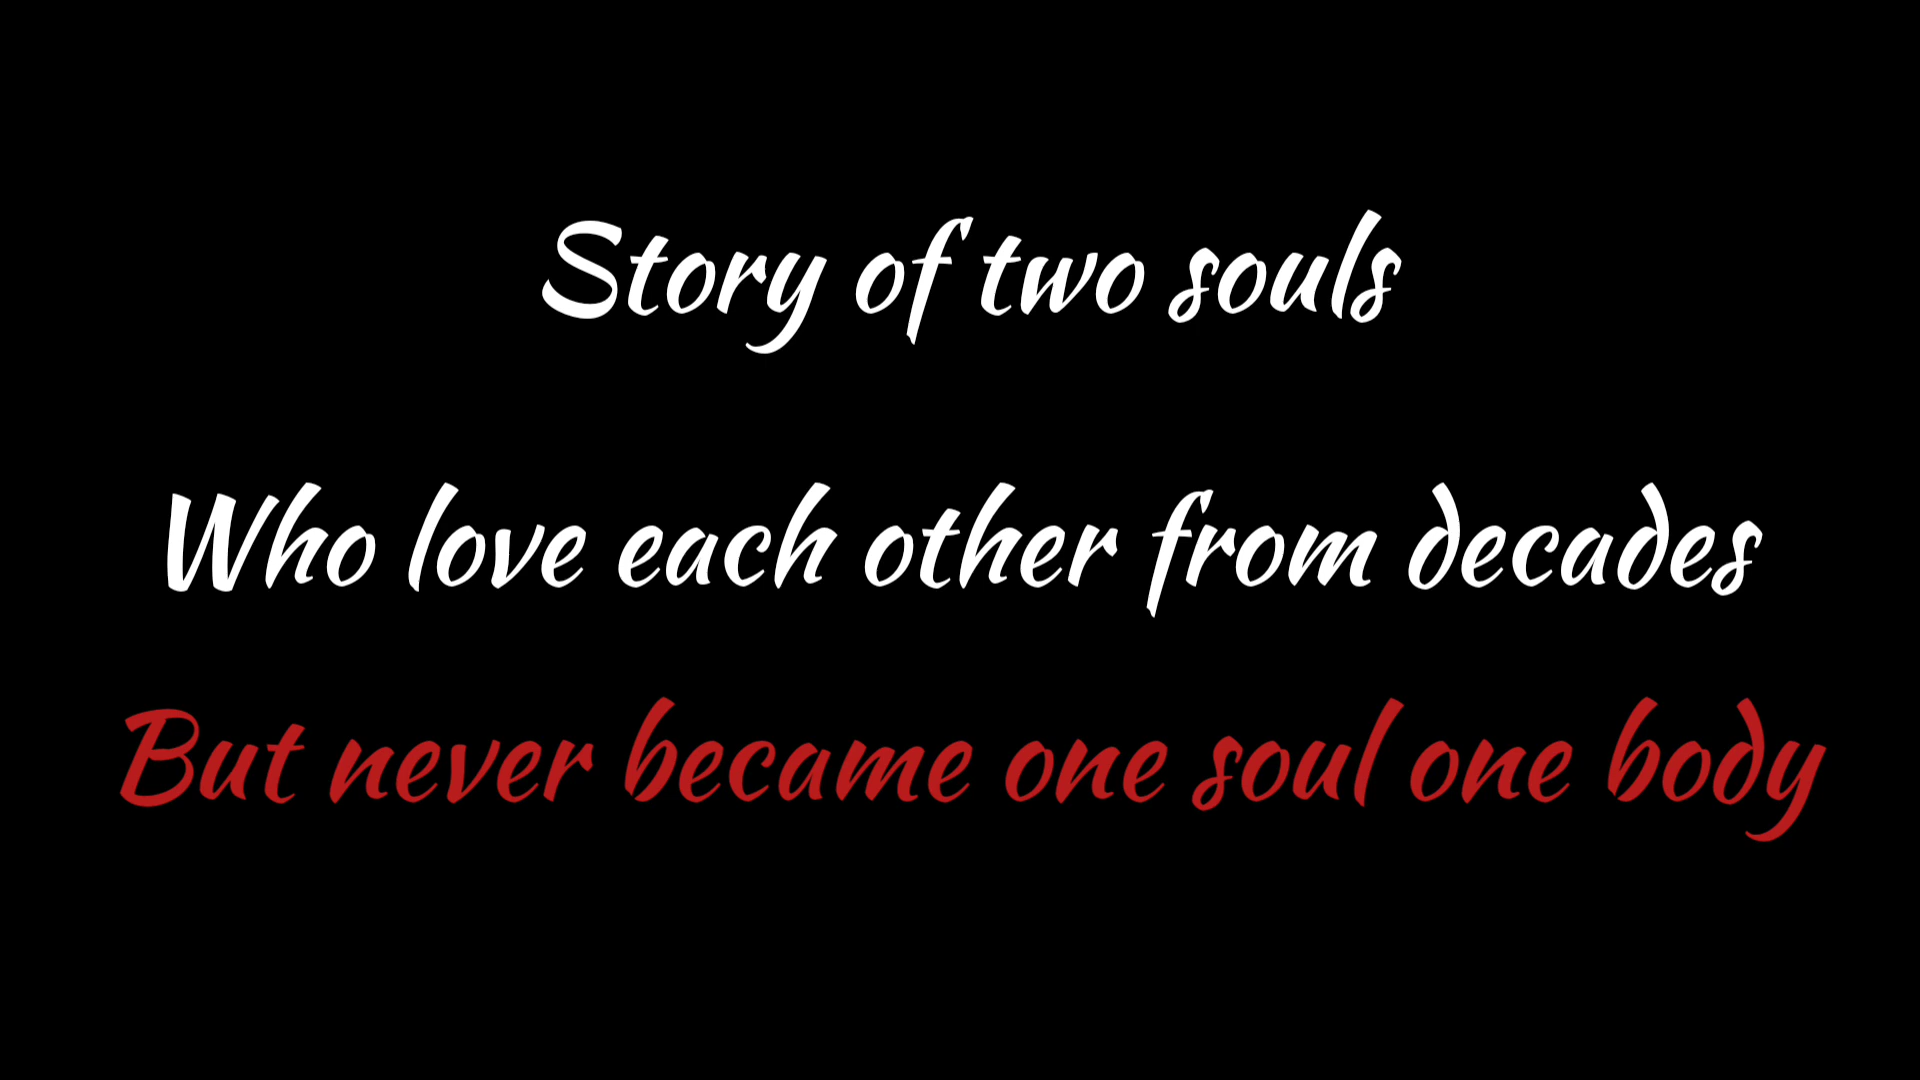 Story of two souls
Who love each other from decades
But never became one soul one body